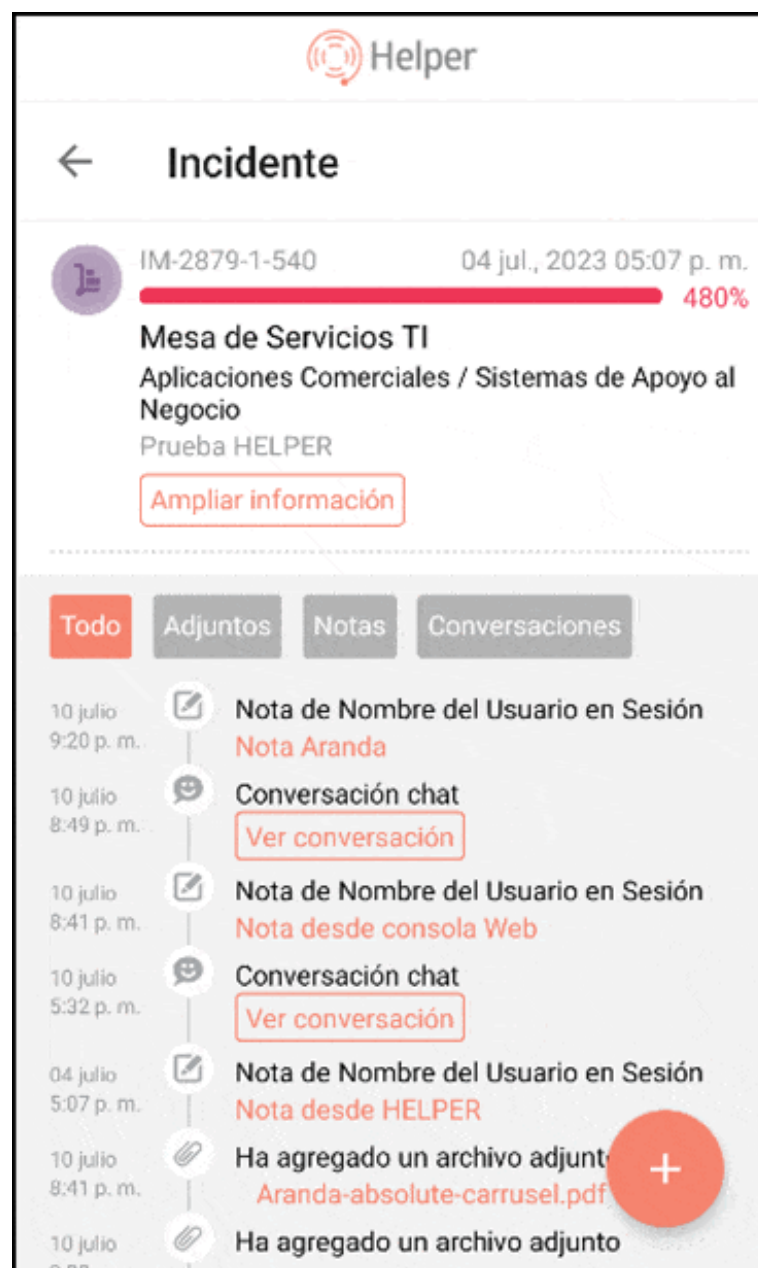 Helper
Incidente
IM-2879-1-540 04 jul., 2023 05:07 p. m.
480%
Mesa de Servicios TI
Aplicaciones Comerciales / Sistemas de Apoyo al
Negocio
Prueba HELPER
Ampliar información
Todo Adjuntos Notas Conversaciones
10 julio Nota de Nombre del Usuario en Sesión
9:20 p. m. Nota Aranda
10 julio Conversación chat
8:49 p. m. Ver conversación
10 julio Nota de Nombre del Usuario en Sesión
8:41 p. m. Nota desde consola Web
10 julio Conversación chat
5:32 p. m. Ver conversación
04 julio Nota de Nombre del Usuario en Sesión
5:07 p. m. Nota desde HELPER
10 julio Ha agregado un archivo adjunt
8:41 p. m. Aranda-absolute-carrusel.pdf
+
10 julio Ha agregado un archivo adjunto